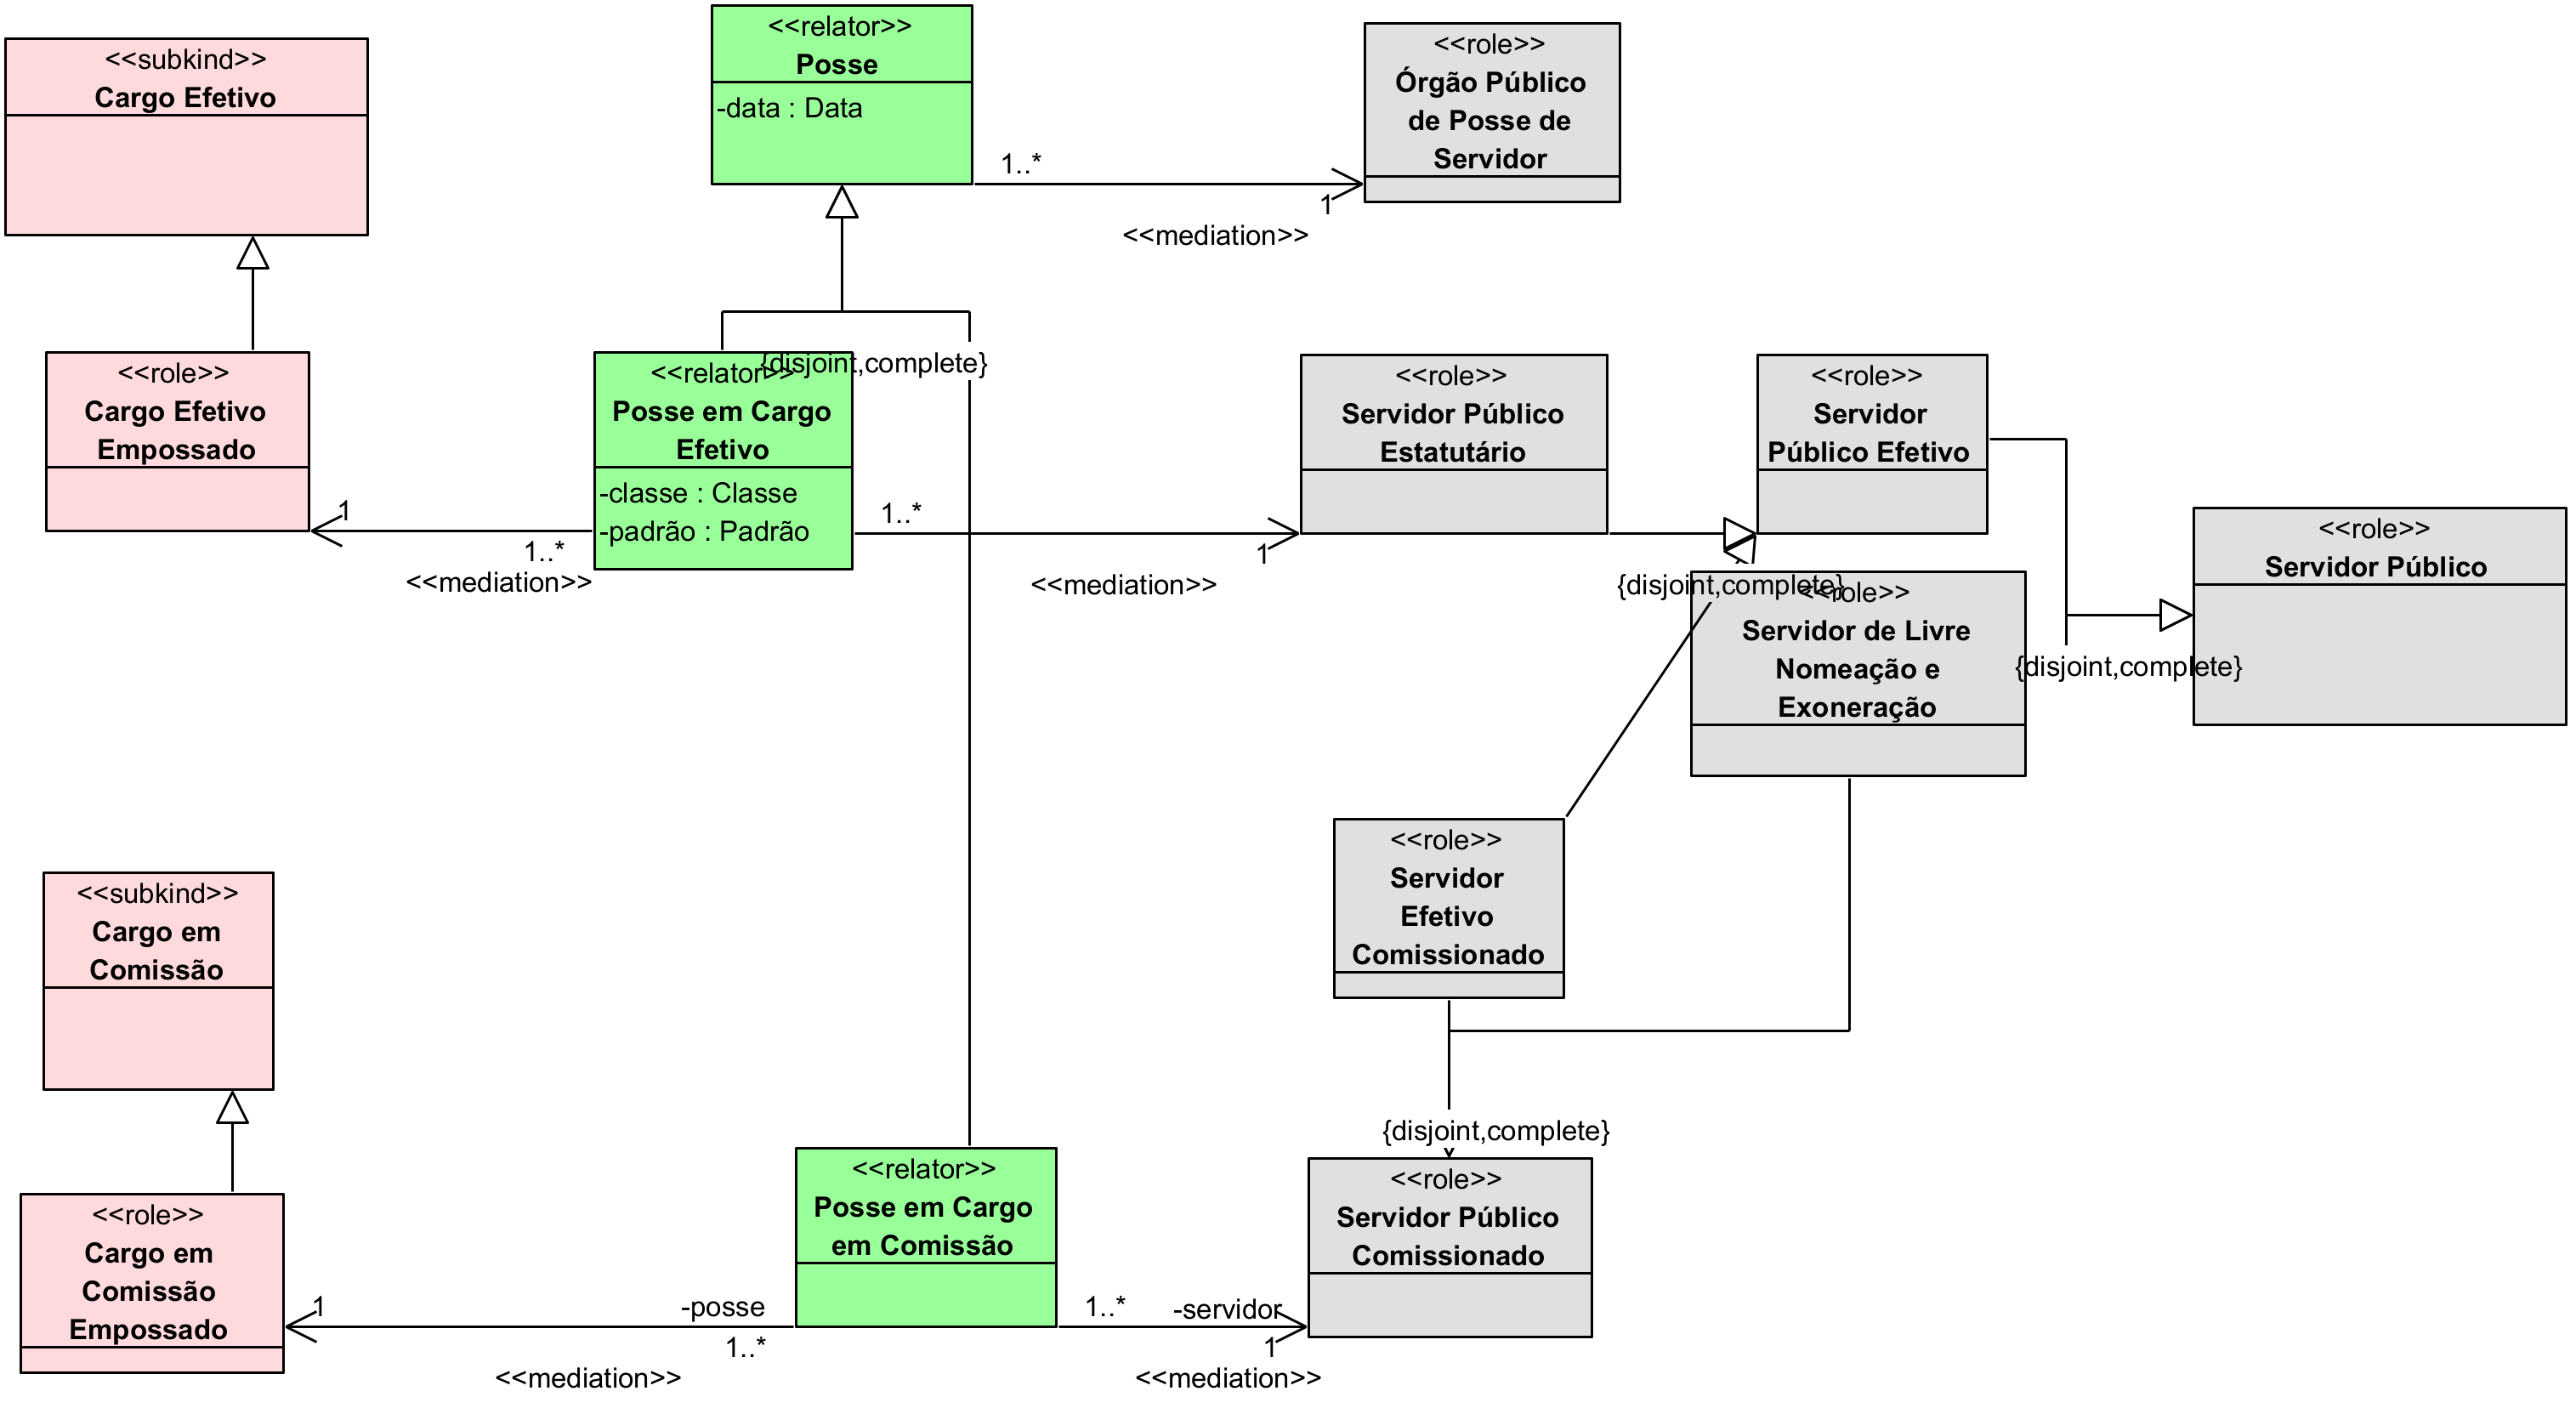 <<relator>>
Posse
-data : Data
<<role>>
Órgão Público
de Posse de
Servidor
<<subkind>>
Cargo Efetivo
1..*
1
<<mediation>>
<<role>>
Cargo Efetivo
Empossado
{disjoint,complete}
<<relator>>
Posse em Cargo
Efetivo
-classe : Classe
-padrão : Padrão
<<role>>
Servidor Público
Estatutário
<<role>>
Servidor
Público Efetivo
1
1..*
<<mediation>>
1..*
1
<<mediation>>
<<role>>
Servidor Público
{disjoint,complete}
<<role>>
Servidor de Livre
Nomeação e
Exoneração
{disjoint,complete}
<<role>>
Servidor
Efetivo
Comissionado
<<subkind>>
Cargo em
Comissão
{disjoint,complete}
<<relator>>
Posse em Cargo
em Comissão
<<role>>
Servidor Público
Comissionado
<<role>>
Cargo em
Comissão
Empossado
1
-posse
1..*
<<mediation>>
1..*
-servidor
1
<<mediation>>